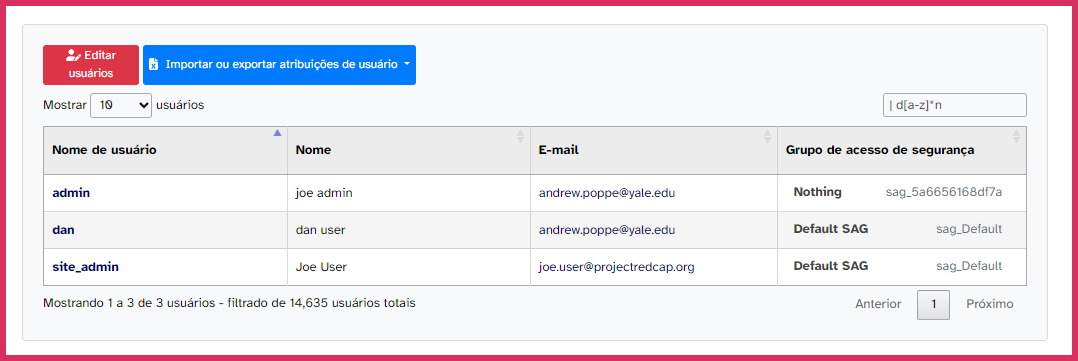 Editar
usuários
Importar ou exportar atribuições de usuário
Mostrar 10 usuários
| d[a-z]*n
Nome de usuário Nome E-mail Grupo de acesso de segurança
admin joe admin andrew.poppe@yale.edu Nothing sag_5a6656168df7a
dan dan user andrew.poppe@yale.edu Default SAG sag_Default
site_admin Joe User joe.user@projectredcap.org Default SAG sag_Default
Mostrando 1 a 3 de 3 usuários - filtrado de 14,635 usuários totais
Anterior 1 Próximo